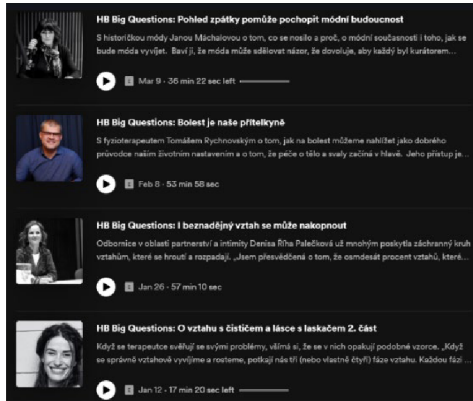 HB Big Questions: Pohled zpátky pomůže pochopit módní budoucnost
S historičkou módy Janou Máchalovou o tom, co se nosilo a proč, o módní současnosti i toho, jak se
bude móda vyvíjet. Baví ji, že móda může sdělovat názor, že dovoluje, aby každý byl kurátorem...
E Mar 9 · 36 min 22 sec left
HB Big Questions: Bolest je naše přítelkyně
S fyzioterapeutem Tomášem Rychnovským o tom, jak na bolest můžeme nahlížet jako dobrého
průvodce naším životním nastavením a o tom, že péče o tělo a svaly začíná v hlavě. Jeho přístup je...
E Feb 8 · 53 min 58 sec
HB Big Questions: I beznadějný vztah se může nakopnout
Odbornice v oblasti partnerství a intimity Denisa Říha Palečková už mnohým poskytla záchranný kruh
vztahům, které se hroutí a rozpadají. „Jsem přesvědčená o tom, že osmdesát procent vztahů, které...
E Jan 26 · 57 min 10 sec
HB Big Questions: O vztahu s čističem a lásce s laskačem 2. část
Když se terapeutce svěřují se svými problémy, všímá si, že se v nich opakují podobné vzorce. „Když
se správně vztahově vyvíjíme a rosteme, potkají nás tři (nebo vlastně čtyři) fáze vztahu. Každou fází ...
E Jan 12 · 17 min 20 sec left